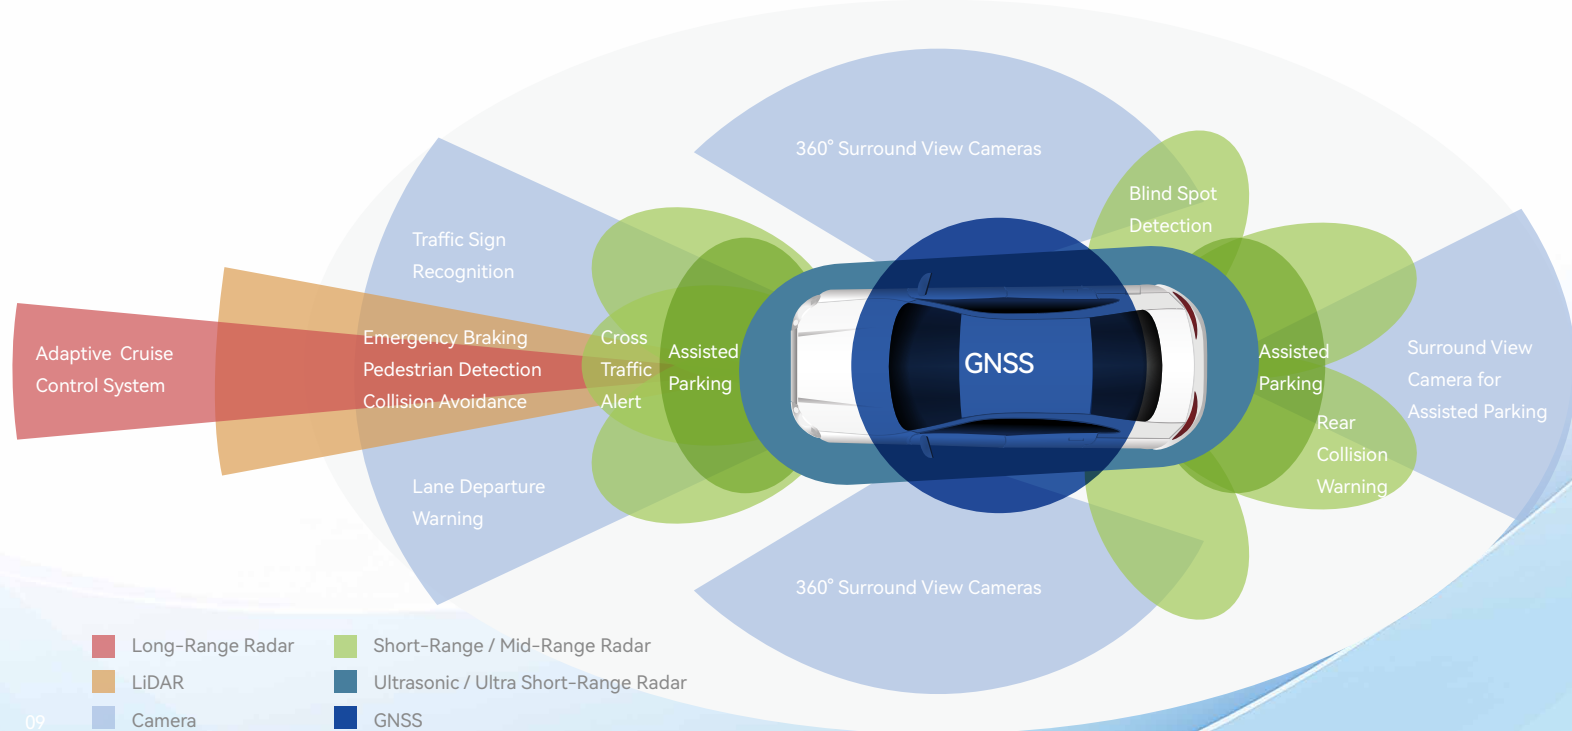 360° Surround View Cameras
Blind Spot
Detection
Traffic Sign
Recognition
Adaptive Cruise
Control System
Emergency Braking
Pedestrian Detection
Collision Avoidance
Cross
Traffic
Alert
Assisted
Parking
GNSS
Assisted
Parking
Surround View
Camera for
Assisted Parking
Rear
Collision
Warning
Lane Departure
Warning
360° Surround View Cameras
Long-Range Radar
Short-Range / Mid-Range Radar
LiDAR
Ultrasonic / Ultra Short-Range Radar
Camera
GNSS
09